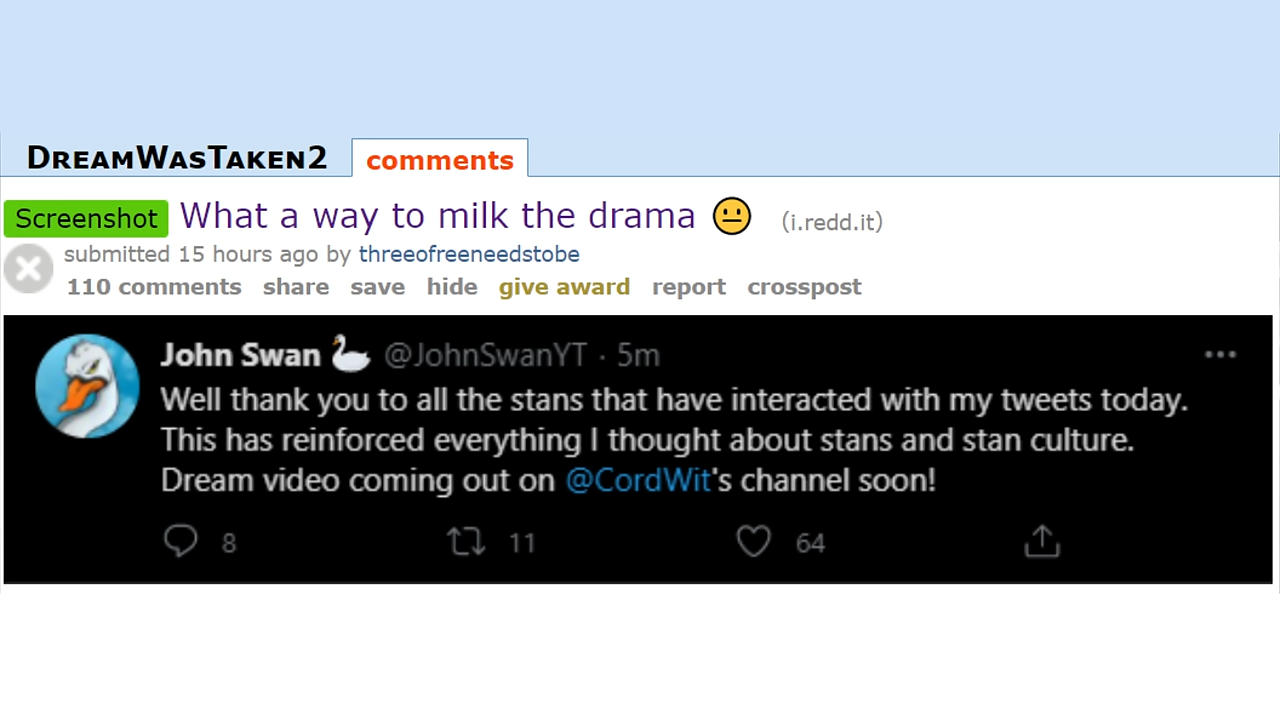 DREAMWASTAKEN2 comments
Screenshot What a way to milk the drama 😐 (i.redd.it)
submitted 15 hours ago by threeofreeneedstobe
110 comments share save hide give award report crosspost
John Swan 🦢 @JohnSwanYT · 5m
Well thank you to all the stans that have interacted with my tweets today.
This has reinforced everything I thought about stans and stan culture.
Dream video coming out on @CordWit's channel soon!
8 11 64